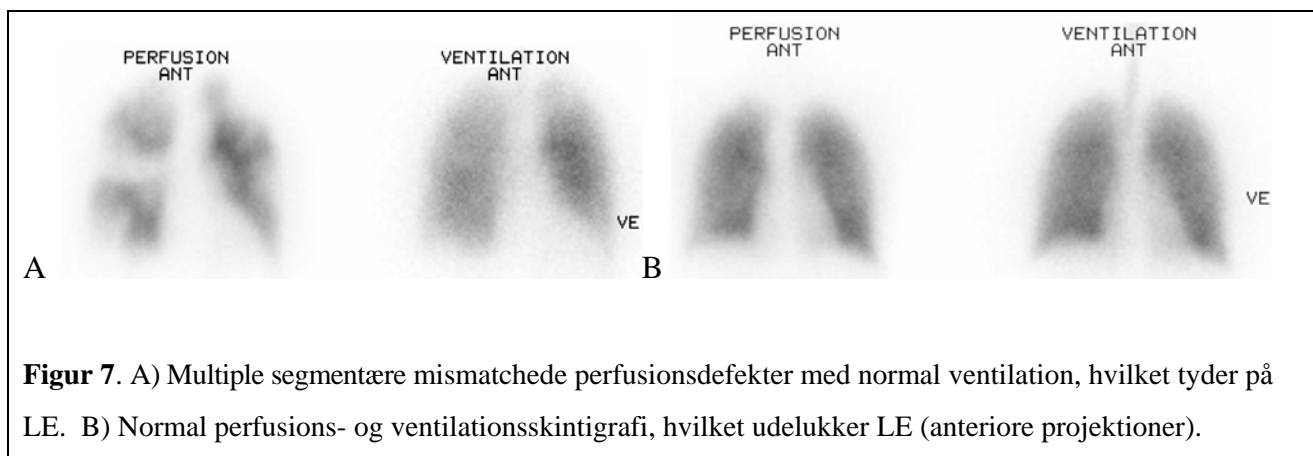 PERFUSION
ANT
VENTILATION
ANT
VE
A
PERFUSION
ANT
VENTILATION
ANT
VE
B
Figur 7. A) Multiple segmentære mismatchede perfusionsdefekter med normal ventilation, hvilket tyder på
LE.  B) Normal perfusions- og ventilationsskintigrafi, hvilket udelukker LE (anteriore projektioner).